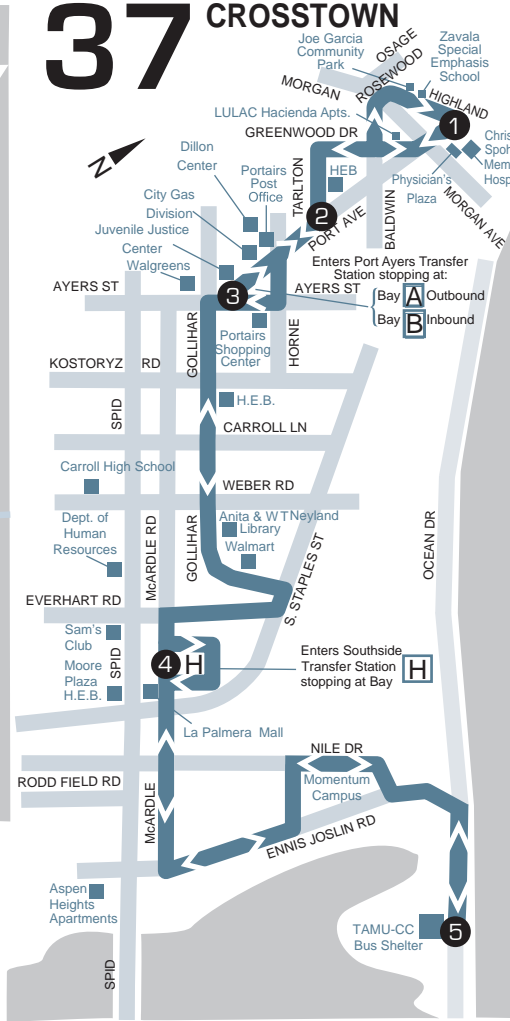 37 CROSSTOWN
Joe Garcia
Community
Park
OSAGE
ROSEWOOD
Zavala
Special
Emphasis
School
MORGAN
HIGHLAND
LULAC Hacienda Apts.
1
GREENWOOD DR
Chris
Spoh
Mem
Hosp
Physician's
Plaza
MORGAN AVE
N
Dillon
Center
Portairs
Post
Office
TARLTON
HEB
BALDWIN
City Gas
Division
Juvenile Justice
Center
Walgreens
2
PORT AVE
Enters Port Ayers Transfer
Station stopping at:
Bay A Outbound
Bay B Inbound
AYERS ST
3
AYERS ST
GOLLIHAR
Portairs
Shopping
Center
HORNE
KOSTORYZ RD
SPID
H.E.B.
CARROLL LN
Carroll High School
WEBER RD
Dept. of
Human
Resources
McARDLE RD
GOLLIHAR
Anita & W T Neyland
Library
Walmart
S. STAPLES ST
OCEAN DR
EVERHART RD
Sam's
Club
SPID
Moore
Plaza
H.E.B.
4
H
Enters Southside
Transfer Station
stopping at Bay
H
La Palmera Mall
NILE DR
RODD FIELD RD
Momentum
Campus
McARDLE
ENNIS JOSLIN RD
Aspen
Heights
Apartments
TAMU-CC
Bus Shelter
5
SPID